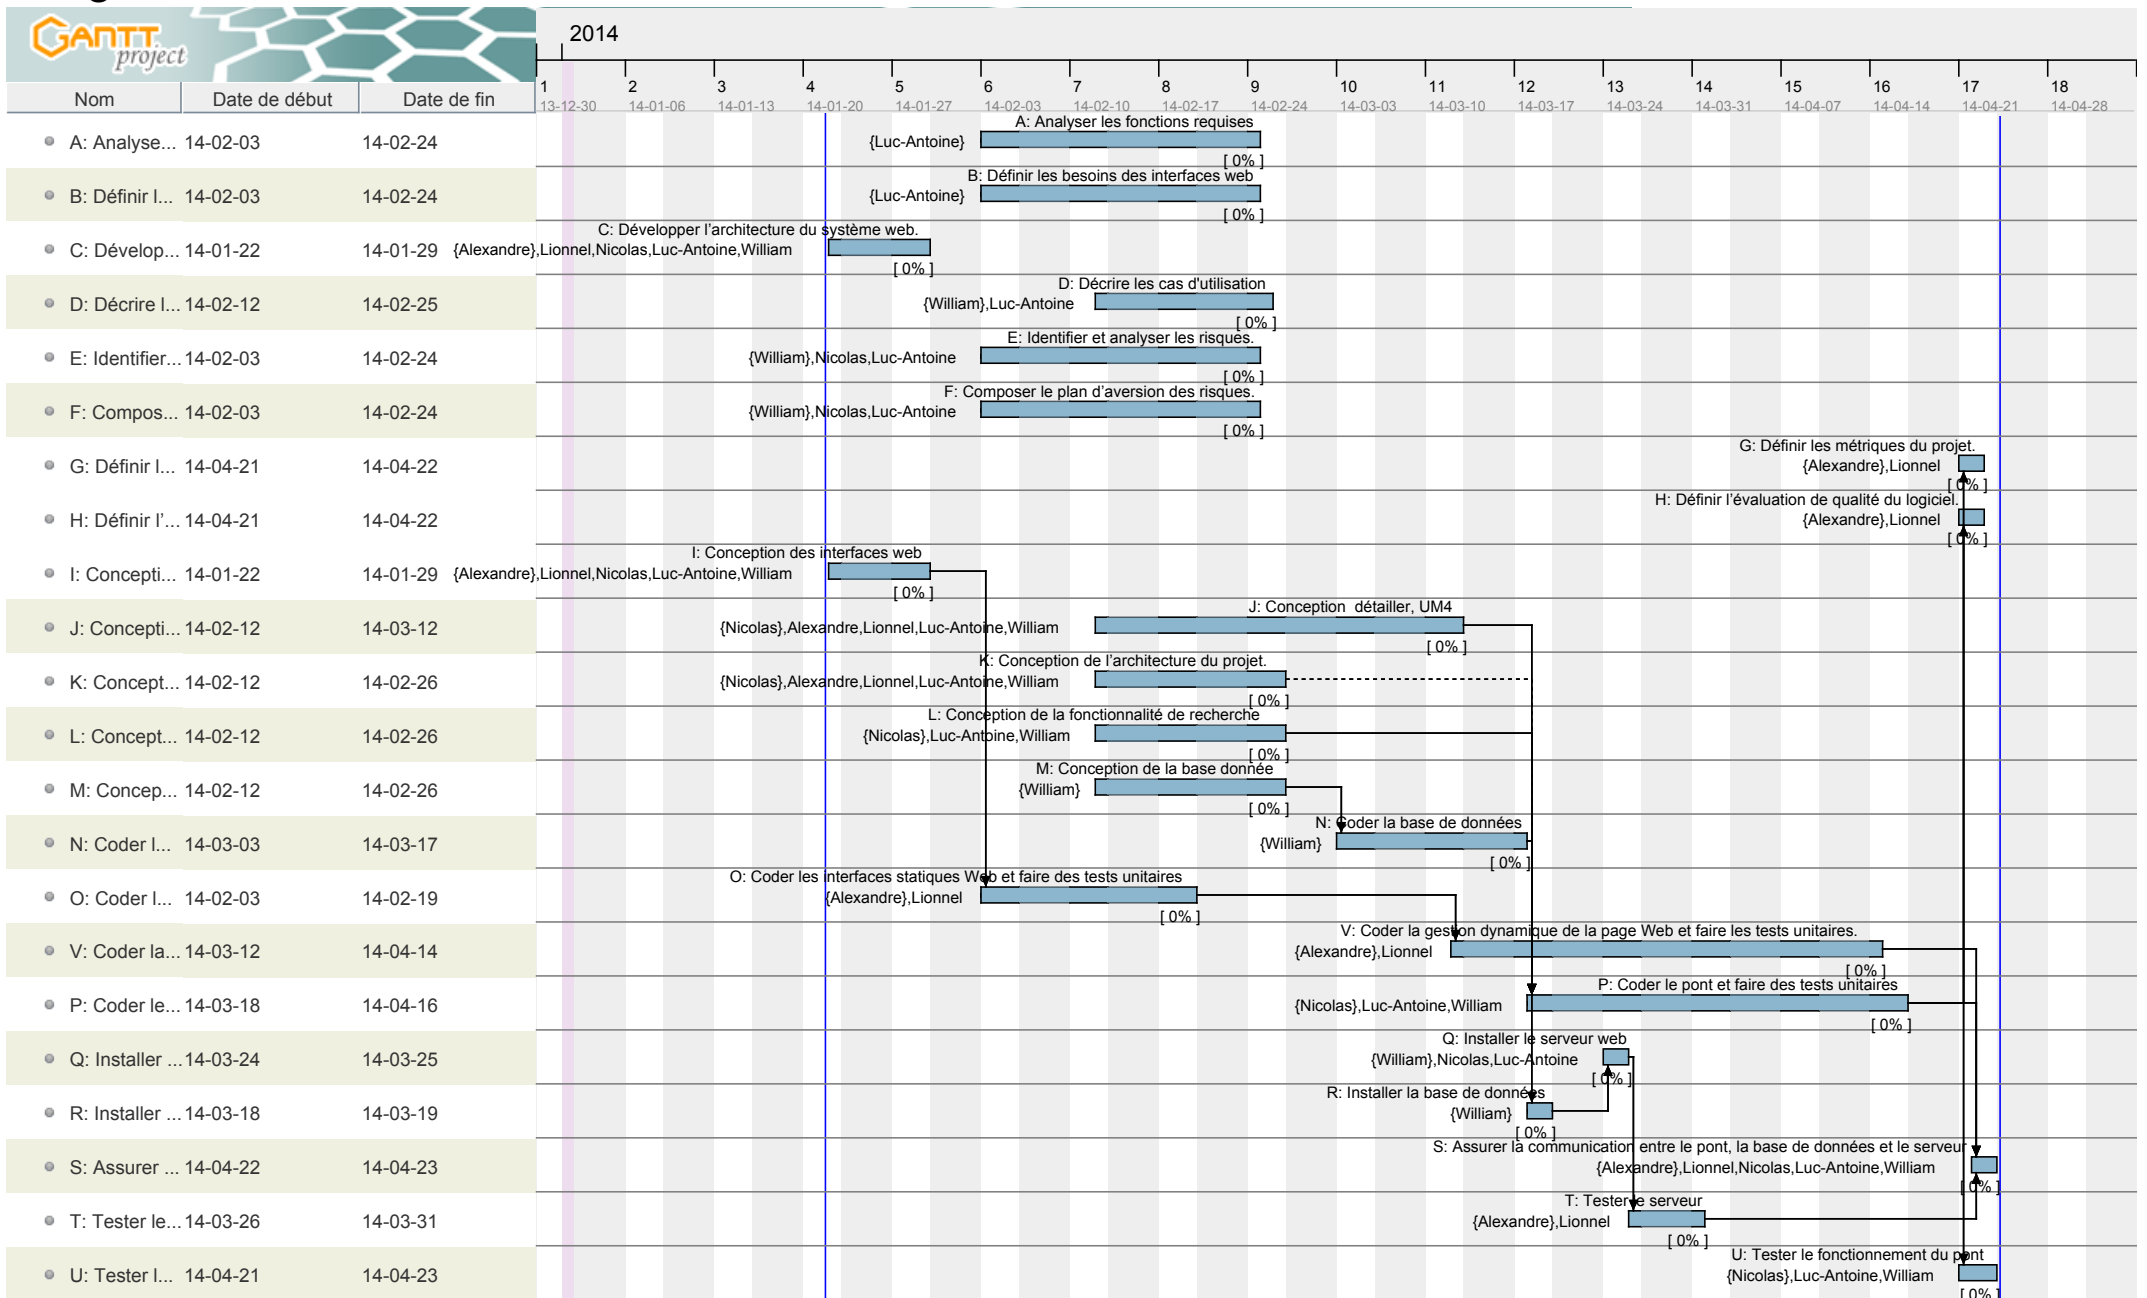 GANTT
project
2014
1 2 3 4 5 6 7 8 9 10 11 12 13 14 15 16 17 18
Nom Date de début Date de fin
13-12-30 14-01-06 14-01-13 14-01-20 14-01-27 14-02-03 14-02-10 14-02-17 14-02-24 14-03-03 14-03-10 14-03-17 14-03-24 14-03-31 14-04-07 14-04-14 14-04-21 14-04-28
A: Analyser les fonctions requises
A: Analyse... 14-02-03 14-02-24 {Luc-Antoine}
[ 0% ]
B: Définir les besoins des interfaces web
B: Définir l... 14-02-03 14-02-24 {Luc-Antoine}
[ 0% ]
C: Développer l'architecture du système web.
C: Dévelop... 14-01-22 14-01-29 {Alexandre},Lionnel,Nicolas,Luc-Antoine,William
[ 0% ]
D: Décrire les cas d'utilisation
D: Décrire l... 14-02-12 14-02-25 {William},Luc-Antoine
[ 0% ]
E: Identifier et analyser les risques.
E: Identifier... 14-02-03 14-02-24 {William},Nicolas,Luc-Antoine
[ 0% ]
F: Composer le plan d'aversion des risques.
F: Compos... 14-02-03 14-02-24 {William},Nicolas,Luc-Antoine
[ 0% ]
G: Définir les métriques du projet.
G: Définir l... 14-04-21 14-04-22 {Alexandre},Lionnel
[ 0% ]
H: Définir l'évaluation de qualité du logiciel.
H: Définir l'... 14-04-21 14-04-22 {Alexandre},Lionnel
[ 0% ]
I: Conception des interfaces web
I: Concepti... 14-01-22 14-01-29 {Alexandre},Lionnel,Nicolas,Luc-Antoine,William
[ 0% ]
J: Conception  détailler, UM4
J: Concepti... 14-02-12 14-03-12 {Nicolas},Alexandre,Lionnel,Luc-Antoine,William
[ 0% ]
K: Conception de l'architecture du projet.
K: Concept... 14-02-12 14-02-26 {Nicolas},Alexandre,Lionnel,Luc-Antoine,William
[ 0% ]
L: Conception de la fonctionnalité de recherche
L: Concept... 14-02-12 14-02-26 {Nicolas},Luc-Antoine,William
[ 0% ]
M: Conception de la base donnée
M: Concep... 14-02-12 14-02-26 {William}
[ 0% ]
N: Coder la base de données
N: Coder l... 14-03-03 14-03-17 {William}
[ 0% ]
O: Coder les interfaces statiques Web et faire des tests unitaires
O: Coder l... 14-02-03 14-02-19 {Alexandre},Lionnel
[ 0% ]
V: Coder la gestion dynamique de la page Web et faire les tests unitaires.
V: Coder la... 14-03-12 14-04-14 {Alexandre},Lionnel
[ 0% ]
P: Coder le pont et faire des tests unitaires
P: Coder le... 14-03-18 14-04-16 {Nicolas},Luc-Antoine,William
[ 0% ]
Q: Installer le serveur web
Q: Installer ... 14-03-24 14-03-25 {William},Nicolas,Luc-Antoine
[ 0% ]
R: Installer la base de données
R: Installer ... 14-03-18 14-03-19 {William}
[ 0% ]
S: Assurer la communication entre le pont, la base de données et le serveur
S: Assurer ... 14-04-22 14-04-23 {Alexandre},Lionnel,Nicolas,Luc-Antoine,William
[ 0% ]
T: Tester le serveur
T: Tester le... 14-03-26 14-03-31 {Alexandre},Lionnel
[ 0% ]
U: Tester le fonctionnement du pont
U: Tester l... 14-04-21 14-04-23 {Nicolas},Luc-Antoine,William
[ 0% ]